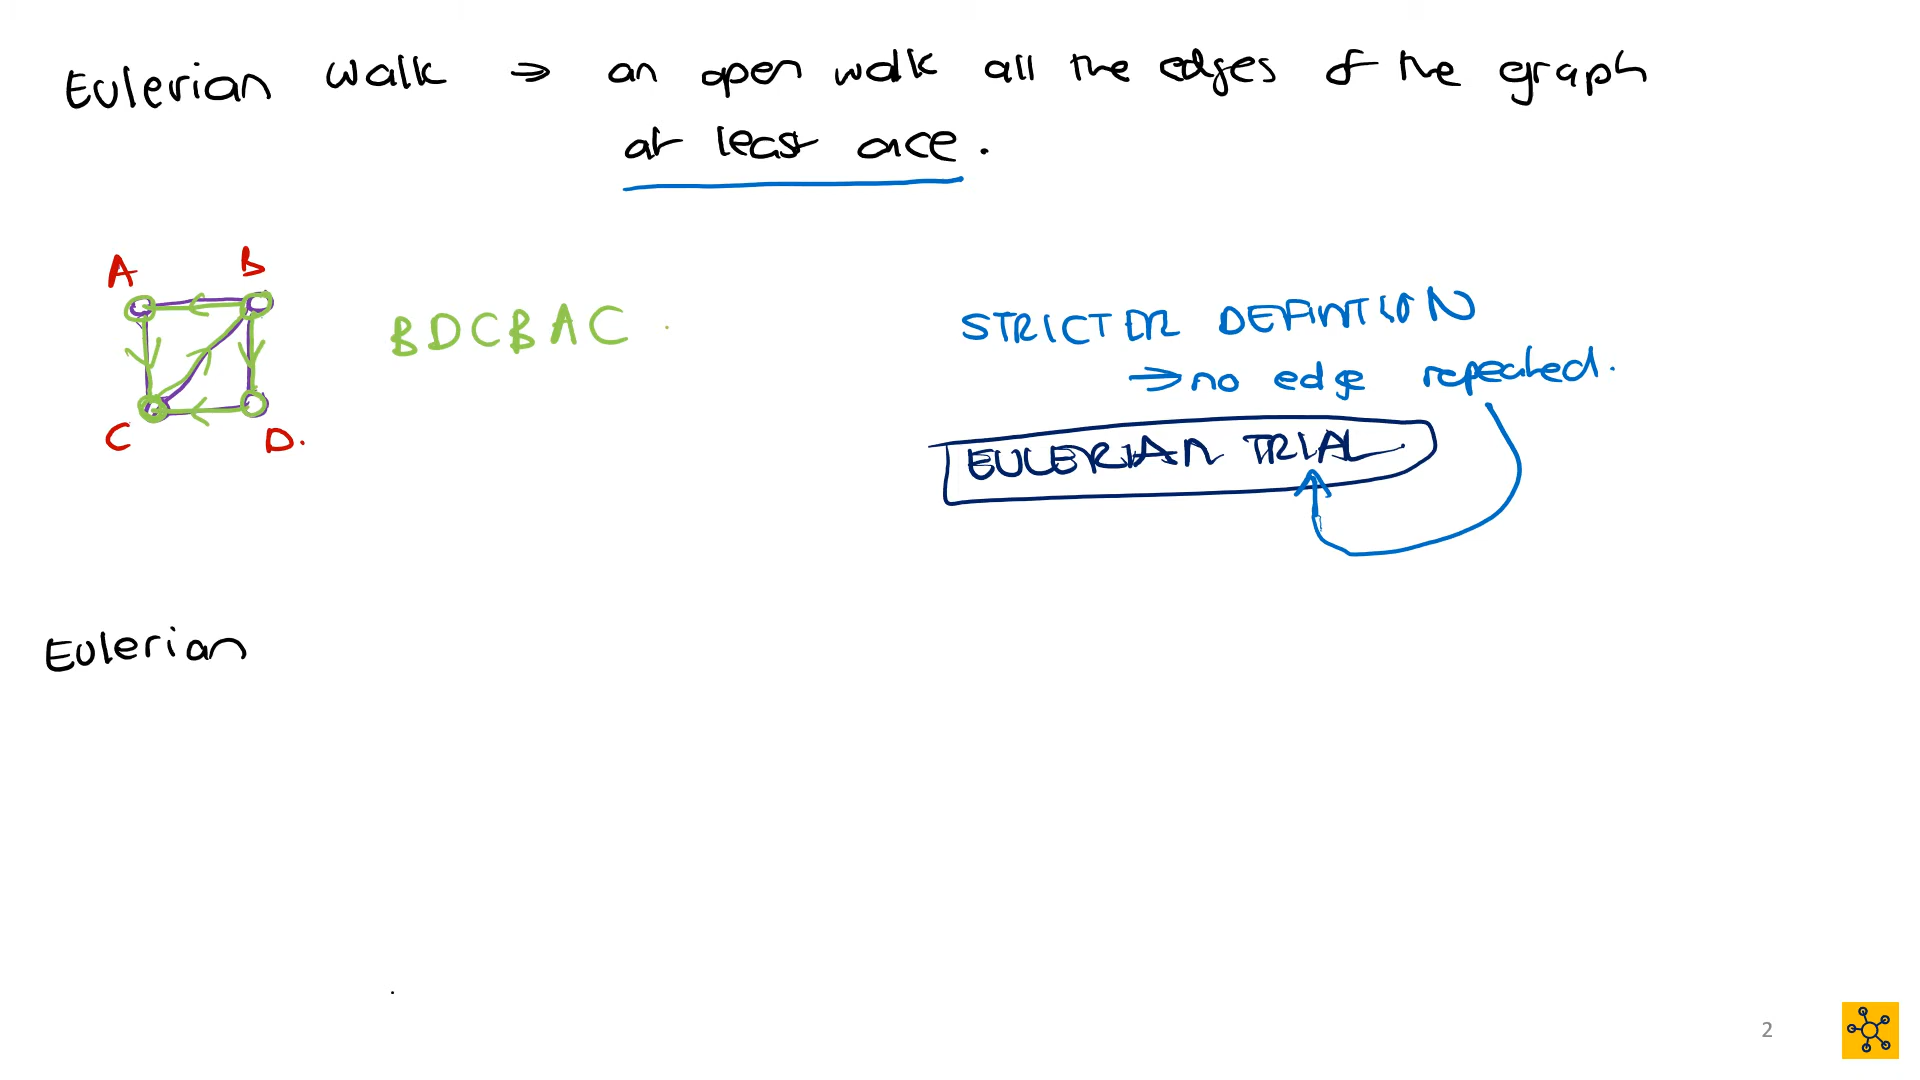 Eulerian walk ⇒ an open walk all the edges of the graph
at least once.
A B
C D.
BDCBAC
STRICTER DEFINITION
→ no edge repeated.
EULERIAN TRIAL
Eulerian
2